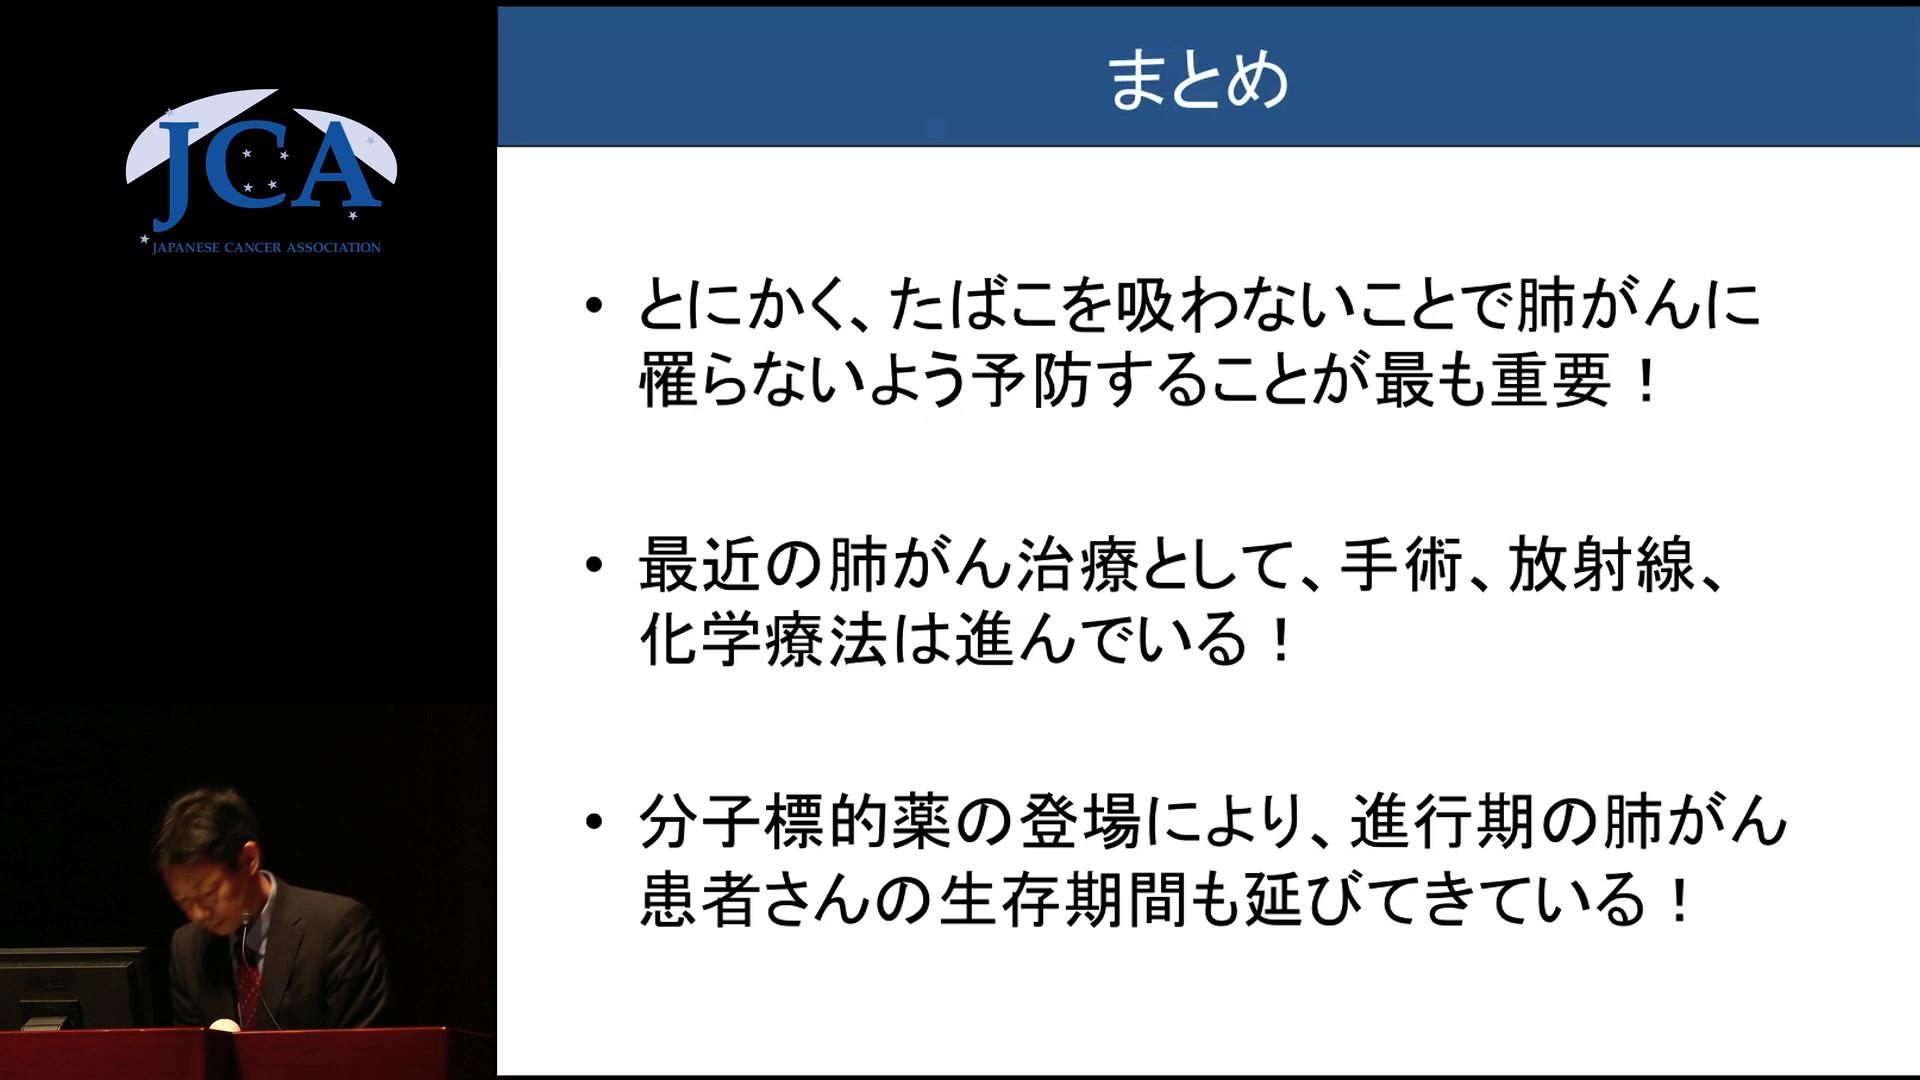 JCA
JAPANESE CANCER ASSOCIATION
まとめ
• とにかく、たばこを吸わないことで肺がんに
罹らないよう予防することが最も重要！
• 最近の肺がん治療として、手術、放射線、
化学療法は進んでいる！
• 分子標的薬の登場により、進行期の肺がん
患者さんの生存期間も延びてきている！